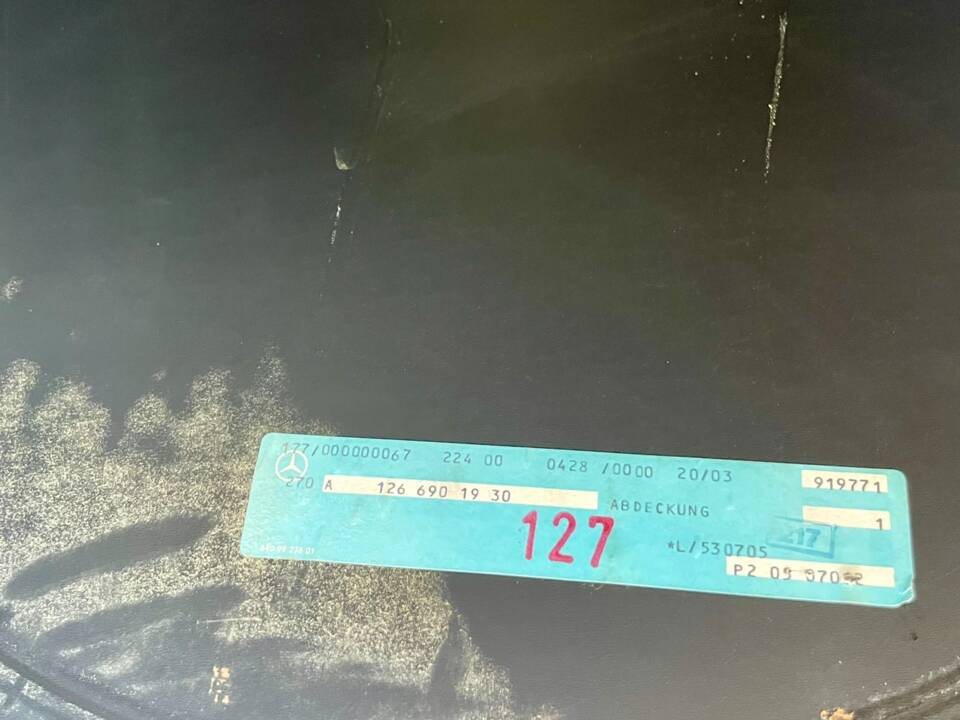 177/000000067 224 00 0428 /0000 20/03 919771
270 A 126 690 19 30 ABDECKUNG 1
127 *L/530705 217
P2 09